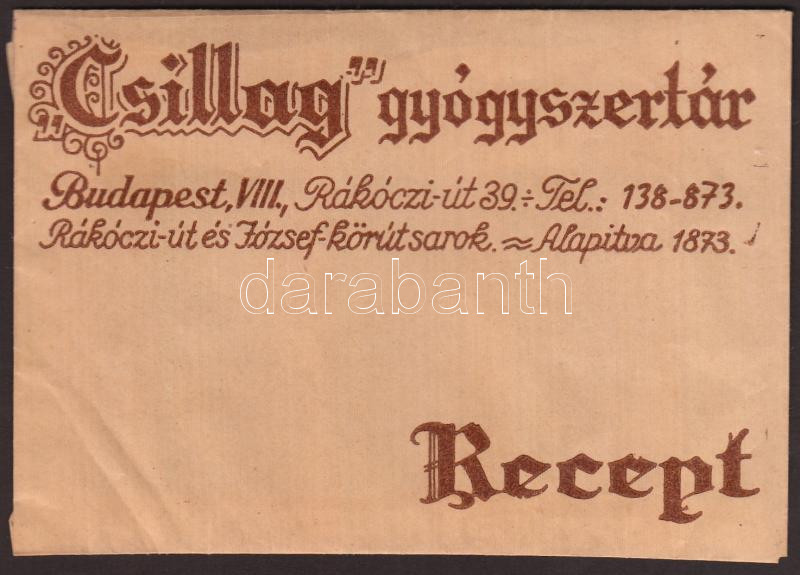 „Csillag” gyógyszertár
Budapest, VIII., Rákóczi-út 39. ÷ Tel.: 138-873.
Rákóczi-út és József-körút sarok. ≈ Alapitva 1873.
darabanth
Recept